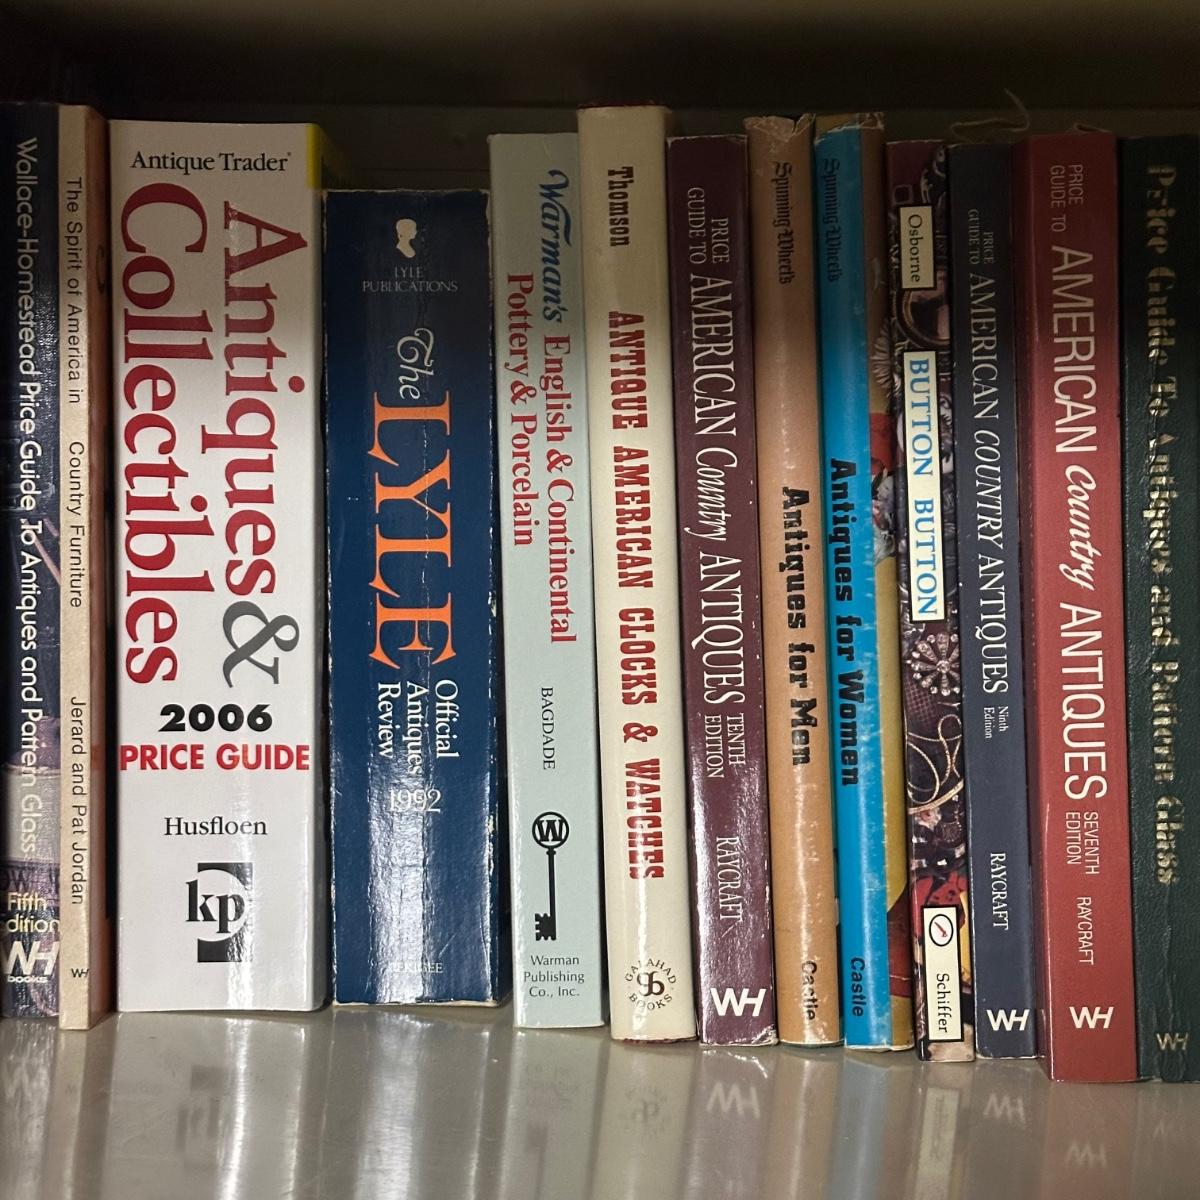 Wallace-Homestead Price Guide To Antiques and Pattern Glass
Fifth
Edition
WH
books
The Spirit of America in Country Furniture Jerard and Pat Jordan
WH
Antique Trader
Antiques &
Collectibles
2006
PRICE GUIDE
Husfloen
kp
LYLE
PUBLICATIONS
The LYLE
Official
Antiques
Review
1992
PERIGEE
Warman's English & Continental
Pottery & Porcelain
BAGDADE
W
Warman
Publishing
Co., Inc.
Thomson ANTIQUE AMERICAN CLOCKS & WATCHES
GALAHAD
BOOKS
PRICE
GUIDE TO
AMERICAN Country ANTIQUES
TENTH
EDITION
RAYCRAFT
WH
Spinning Wheel's Antiques for Men Castle
Spinning Wheel's Antiques for Women Castle
Osborne
BUTTON BUTTON
Schiffer
PRICE
GUIDE TO
AMERICAN COUNTRY ANTIQUES
Ninth
Edition
RAYCRAFT
WH
PRICE
GUIDE TO
AMERICAN Country ANTIQUES
SEVENTH
EDITION
RAYCRAFT
WH
Price Guide To Antiques and Pattern Glass
WH